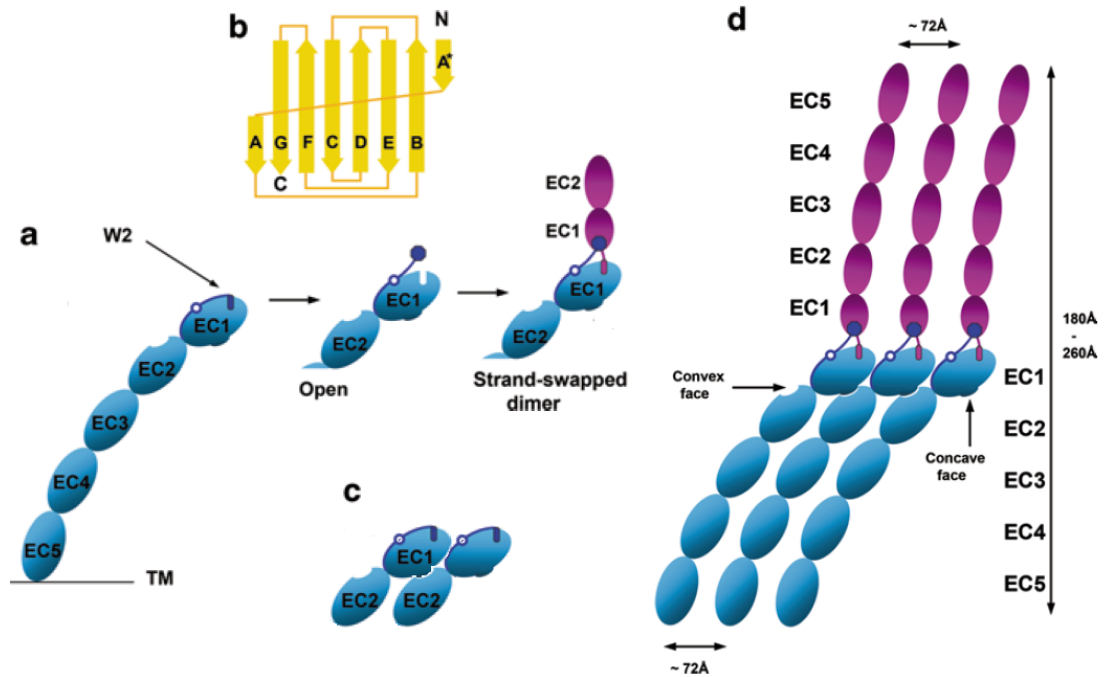 a
W2
EC1
EC2
EC3
EC4
EC5
TM
b
N
A*
A G F C D E B
C
EC1
EC2
Open
EC2
EC1
EC1
EC2
Strand-swapped
dimer
c
EC1
EC2 EC2
d
~ 72Å
EC5
EC4
EC3
EC2
EC1
180Å
-
260Å
Convex
face
EC1
EC2
Concave
face
EC3
EC4
EC5
~ 72Å